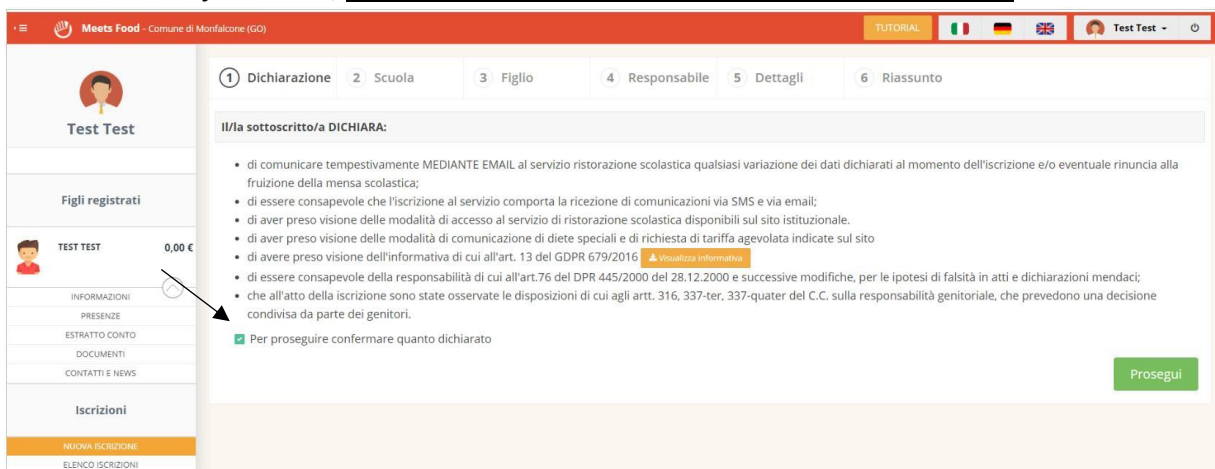 Meets Food - Comune di Monfalcone (GO)
TUTORIAL
Test Test
Test Test
Figli registrati
TEST TEST 0,00 €
INFORMAZIONI
PRESENZE
ESTRATTO CONTO
DOCUMENTI
CONTATTI E NEWS
Iscrizioni
NUOVA ISCRIZIONE
ELENCO ISCRIZIONI
1 Dichiarazione 2 Scuola 3 Figlio 4 Responsabile 5 Dettagli 6 Riassunto
Il/la sottoscritto/a DICHIARA:
• di comunicare tempestivamente MEDIANTE EMAIL al servizio ristorazione scolastica qualsiasi variazione dei dati dichiarati al momento dell'iscrizione e/o eventuale rinuncia alla
fruizione della mensa scolastica;
• di essere consapevole che l'iscrizione al servizio comporta la ricezione di comunicazioni via SMS e via email;
• di aver preso visione delle modalità di accesso al servizio di ristorazione scolastica disponibili sul sito istituzionale.
• di aver preso visione delle modalità di comunicazione di diete speciali e di richiesta di tariffa agevolata indicate sul sito
• di avere preso visione dell'informativa di cui all'art. 13 del GDPR 679/2016 Visualizza informativa
• di essere consapevole della responsabilità di cui all'art.76 del DPR 445/2000 del 28.12.2000 e successive modifiche, per le ipotesi di falsità in atti e dichiarazioni mendaci;
• che all'atto della iscrizione sono state osservate le disposizioni di cui agli artt. 316, 337-ter, 337-quater del C.C. sulla responsabilità genitoriale, che prevedono una decisione
condivisa da parte dei genitori.
Per proseguire confermare quanto dichiarato
Prosegui